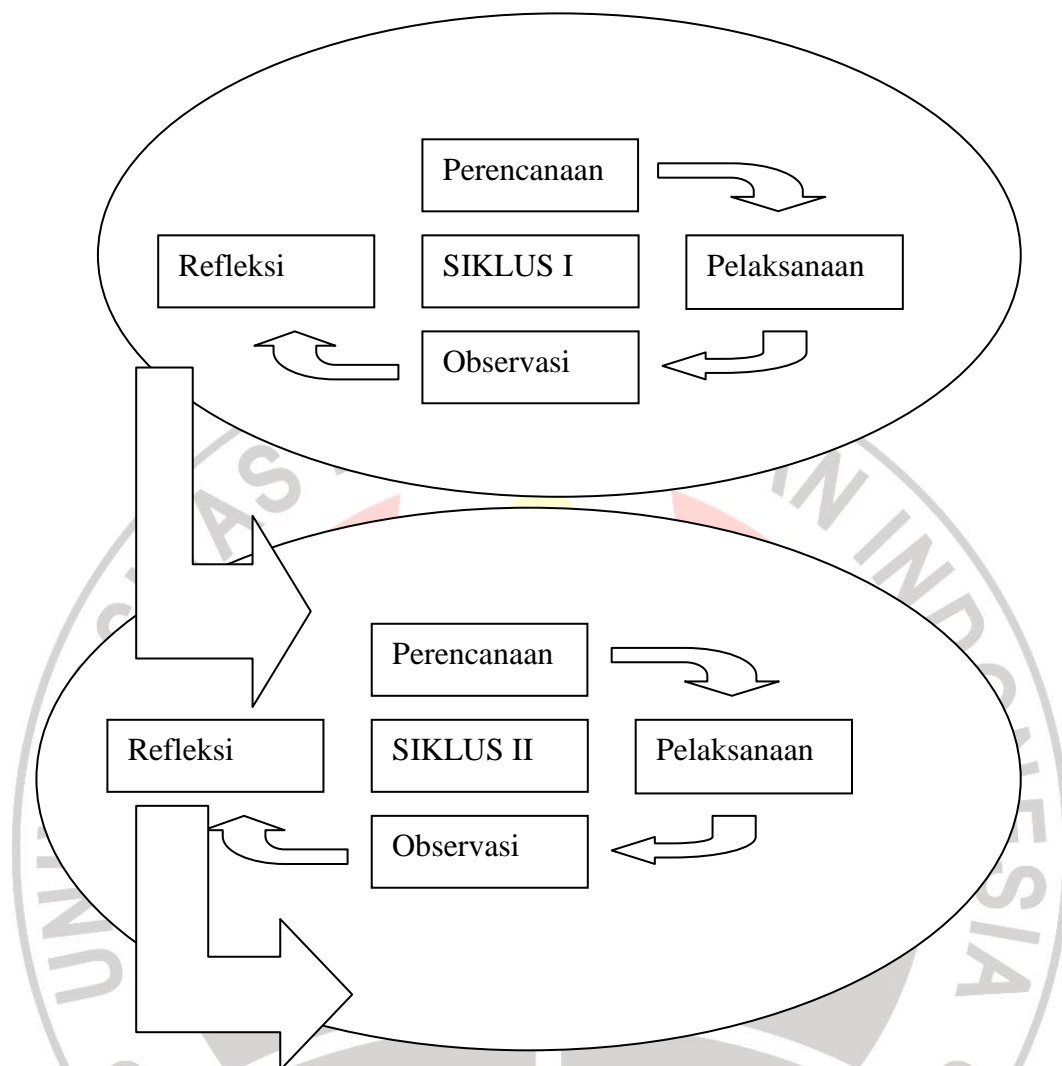 Perencanaan
Refleksi
SIKLUS I
Pelaksanaan
Observasi
Perencanaan
Refleksi
SIKLUS II
Pelaksanaan
Observasi